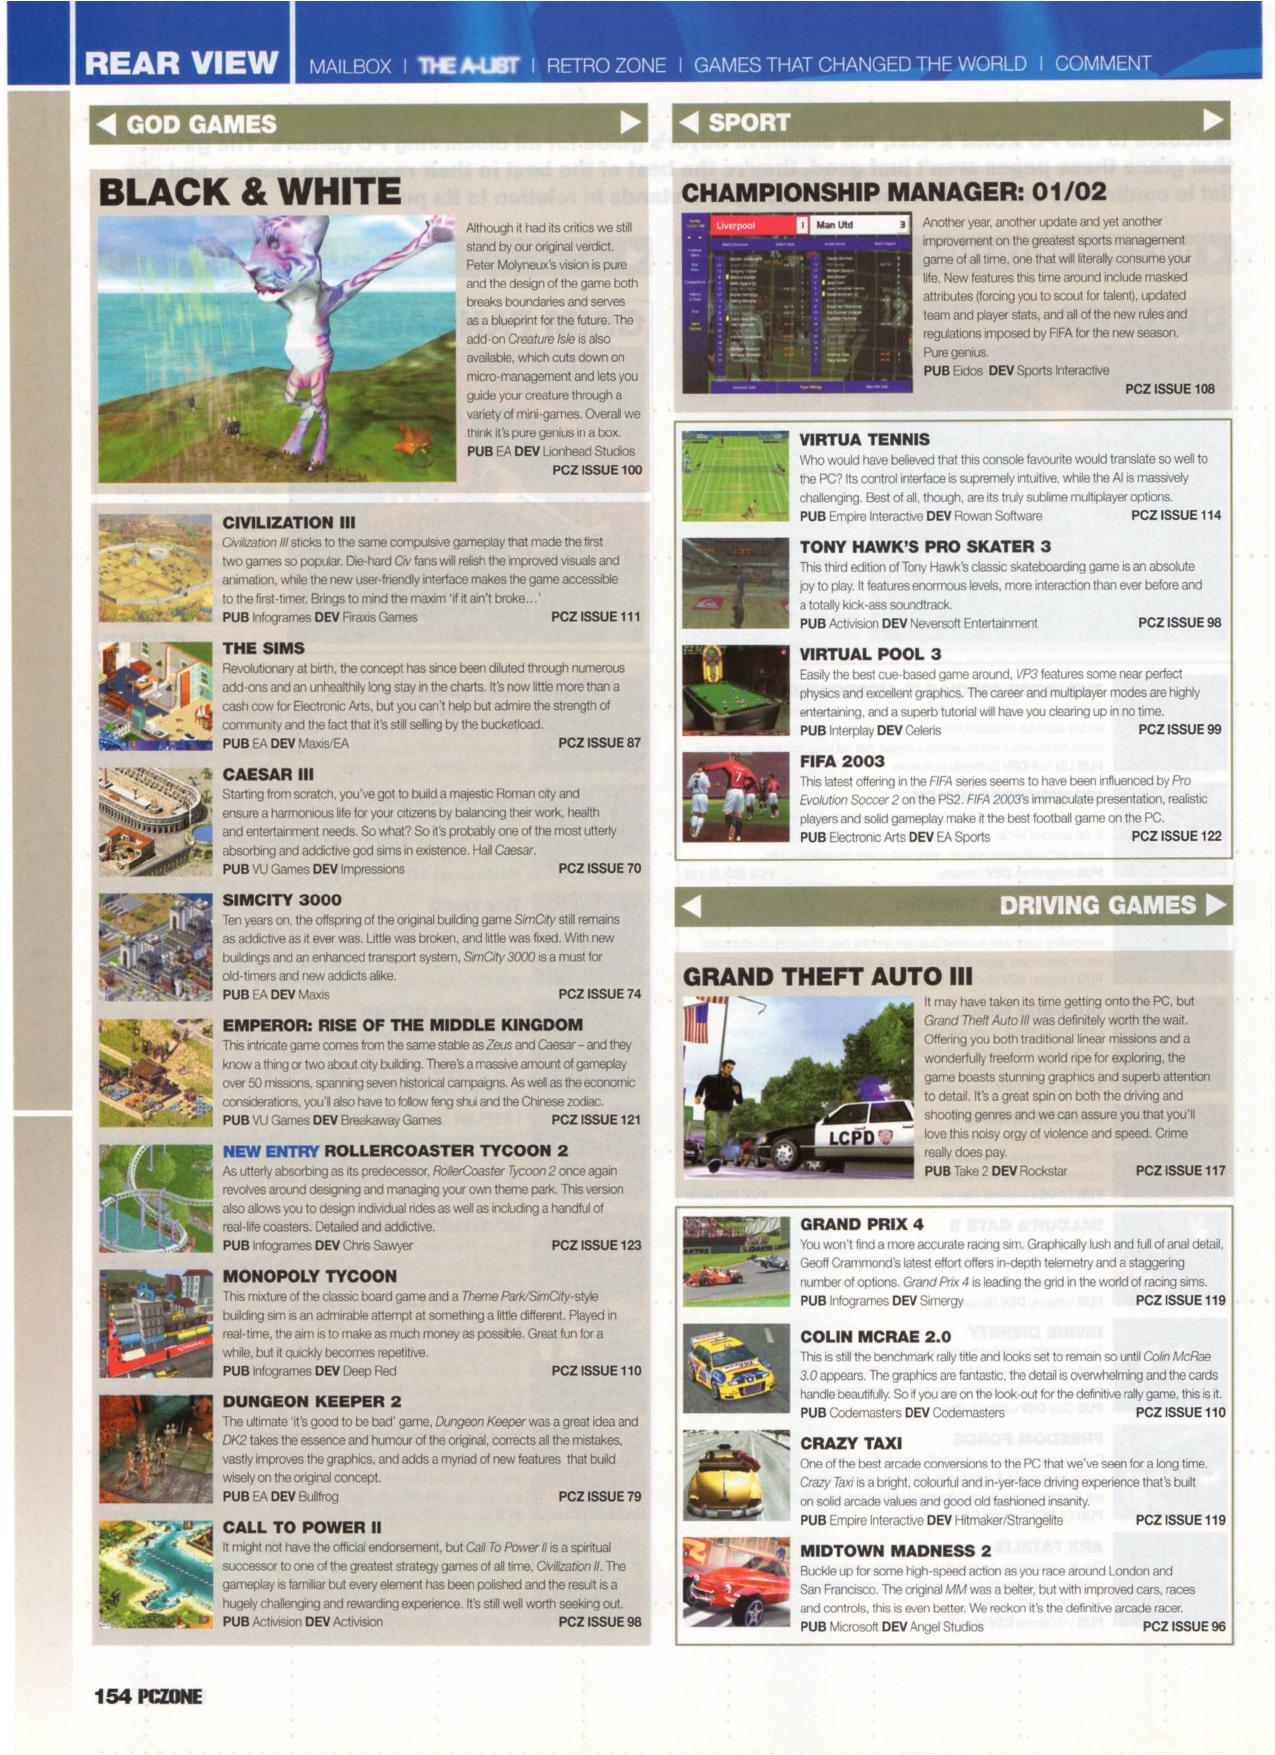 REAR VIEW
MAILBOX | THE A-LIST | RETRO ZONE | GAMES THAT CHANGED THE WORLD | COMMENT
GOD GAMES
BLACK & WHITE
Although it had its critics we still
stand by our original verdict.
Peter Molyneux's vision is pure
and the design of the game both
breaks boundaries and serves
as a blueprint for the future. The
add-on Creature Isle is also
available, which cuts down on
micro-management and lets you
guide your creature through a
variety of mini-games. Overall we
think it's pure genius in a box.
PUB EA DEV Lionhead Studios
PCZ ISSUE 100
CIVILIZATION III
Civilization III sticks to the same compulsive gameplay that made the first
two games so popular. Die-hard Civ fans will relish the improved visuals and
animation, while the new user-friendly interface makes the game accessible
to the first-timer. Brings to mind the maxim 'if it ain't broke...'
PUB Infogrames DEV Firaxis Games PCZ ISSUE 111
THE SIMS
Revolutionary at birth, the concept has since been diluted through numerous
add-ons and an unhealthily long stay in the charts. It's now little more than a
cash cow for Electronic Arts, but you can't help but admire the strength of
community and the fact that it's still selling by the bucketload.
PUB EA DEV Maxis/EA PCZ ISSUE 87
CAESAR III
Starting from scratch, you've got to build a majestic Roman city and
ensure a harmonious life for your citizens by balancing their work, health
and entertainment needs. So what? So it's probably one of the most utterly
absorbing and addictive god sims in existence. Hail Caesar.
PUB VU Games DEV Impressions PCZ ISSUE 70
SIMCITY 3000
Ten years on, the offspring of the original building game SimCity still remains
as addictive as it ever was. Little was broken, and little was fixed. With new
buildings and an enhanced transport system, SimCity 3000 is a must for
old-timers and new addicts alike.
PUB EA DEV Maxis PCZ ISSUE 74
EMPEROR: RISE OF THE MIDDLE KINGDOM
This intricate game comes from the same stable as Zeus and Caesar – and they
know a thing or two about city building. There's a massive amount of gameplay
over 50 missions, spanning seven historical campaigns. As well as the economic
considerations, you'll also have to follow feng shui and the Chinese zodiac.
PUB VU Games DEV Breakaway Games PCZ ISSUE 121
NEW ENTRY ROLLERCOASTER TYCOON 2
As utterly absorbing as its predecessor, RollerCoaster Tycoon 2 once again
revolves around designing and managing your own theme park. This version
also allows you to design individual rides as well as including a handful of
real-life coasters. Detailed and addictive.
PUB Infogrames DEV Chris Sawyer PCZ ISSUE 123
MONOPOLY TYCOON
This mixture of the classic board game and a Theme Park/SimCity-style
building sim is an admirable attempt at something a little different. Played in
real-time, the aim is to make as much money as possible. Great fun for a
while, but it quickly becomes repetitive.
PUB Infogrames DEV Deep Red PCZ ISSUE 110
DUNGEON KEEPER 2
The ultimate 'it's good to be bad' game, Dungeon Keeper was a great idea and
DK2 takes the essence and humour of the original, corrects all the mistakes,
vastly improves the graphics, and adds a myriad of new features that build
wisely on the original concept.
PUB EA DEV Bullfrog PCZ ISSUE 79
CALL TO POWER II
It might not have the official endorsement, but Call To Power II is a spiritual
successor to one of the greatest strategy games of all time, Civilization II. The
gameplay is familiar but every element has been polished and the result is a
hugely challenging and rewarding experience. It's still well worth seeking out.
PUB Activision DEV Activision PCZ ISSUE 98
SPORT
CHAMPIONSHIP MANAGER: 01/02
Liverpool 1 Man Utd 3
Another year, another update and yet another
improvement on the greatest sports management
game of all time, one that will literally consume your
life. New features this time around include masked
attributes (forcing you to scout for talent), updated
team and player stats, and all of the new rules and
regulations imposed by FIFA for the new season.
Pure genius.
PUB Eidos DEV Sports Interactive
PCZ ISSUE 108
VIRTUA TENNIS
Who would have believed that this console favourite would translate so well to
the PC? Its control interface is supremely intuitive, while the AI is massively
challenging. Best of all, though, are its truly sublime multiplayer options.
PUB Empire Interactive DEV Rowan Software PCZ ISSUE 114
TONY HAWK'S PRO SKATER 3
This third edition of Tony Hawk's classic skateboarding game is an absolute
joy to play. It features enormous levels, more interaction than ever before and
a totally kick-ass soundtrack.
PUB Activision DEV Neversoft Entertainment PCZ ISSUE 98
VIRTUAL POOL 3
Easily the best cue-based game around, VP3 features some near perfect
physics and excellent graphics. The career and multiplayer modes are highly
entertaining, and a superb tutorial will have you clearing up in no time.
PUB Interplay DEV Celeris PCZ ISSUE 99
FIFA 2003
This latest offering in the FIFA series seems to have been influenced by Pro
Evolution Soccer 2 on the PS2. FIFA 2003's immaculate presentation, realistic
players and solid gameplay make it the best football game on the PC.
PUB Electronic Arts DEV EA Sports PCZ ISSUE 122
DRIVING GAMES
GRAND THEFT AUTO III
LCPD
It may have taken its time getting onto the PC, but
Grand Theft Auto III was definitely worth the wait.
Offering you both traditional linear missions and a
wonderfully freeform world ripe for exploring, the
game boasts stunning graphics and superb attention
to detail. It's a great spin on both the driving and
shooting genres and we can assure you that you'll
love this noisy orgy of violence and speed. Crime
really does pay.
PUB Take 2 DEV Rockstar PCZ ISSUE 117
GRAND PRIX 4
You won't find a more accurate racing sim. Graphically lush and full of anal detail,
Geoff Crammond's latest effort offers in-depth telemetry and a staggering
number of options. Grand Prix 4 is leading the grid in the world of racing sims.
PUB Infogrames DEV Simergy PCZ ISSUE 119
COLIN MCRAE 2.0
This is still the benchmark rally title and looks set to remain so until Colin McRae
3.0 appears. The graphics are fantastic, the detail is overwhelming and the cards
handle beautifully. So if you are on the look-out for the definitive rally game, this is it.
PUB Codemasters DEV Codemasters PCZ ISSUE 110
CRAZY TAXI
One of the best arcade conversions to the PC that we've seen for a long time.
Crazy Taxi is a bright, colourful and in-yer-face driving experience that's built
on solid arcade values and good old fashioned insanity.
PUB Empire Interactive DEV Hitmaker/Strangelite PCZ ISSUE 119
MIDTOWN MADNESS 2
Buckle up for some high-speed action as you race around London and
San Francisco. The original MM was a belter, but with improved cars, races
and controls, this is even better. We reckon it's the definitive arcade racer.
PUB Microsoft DEV Angel Studios PCZ ISSUE 96
154 PCZONE